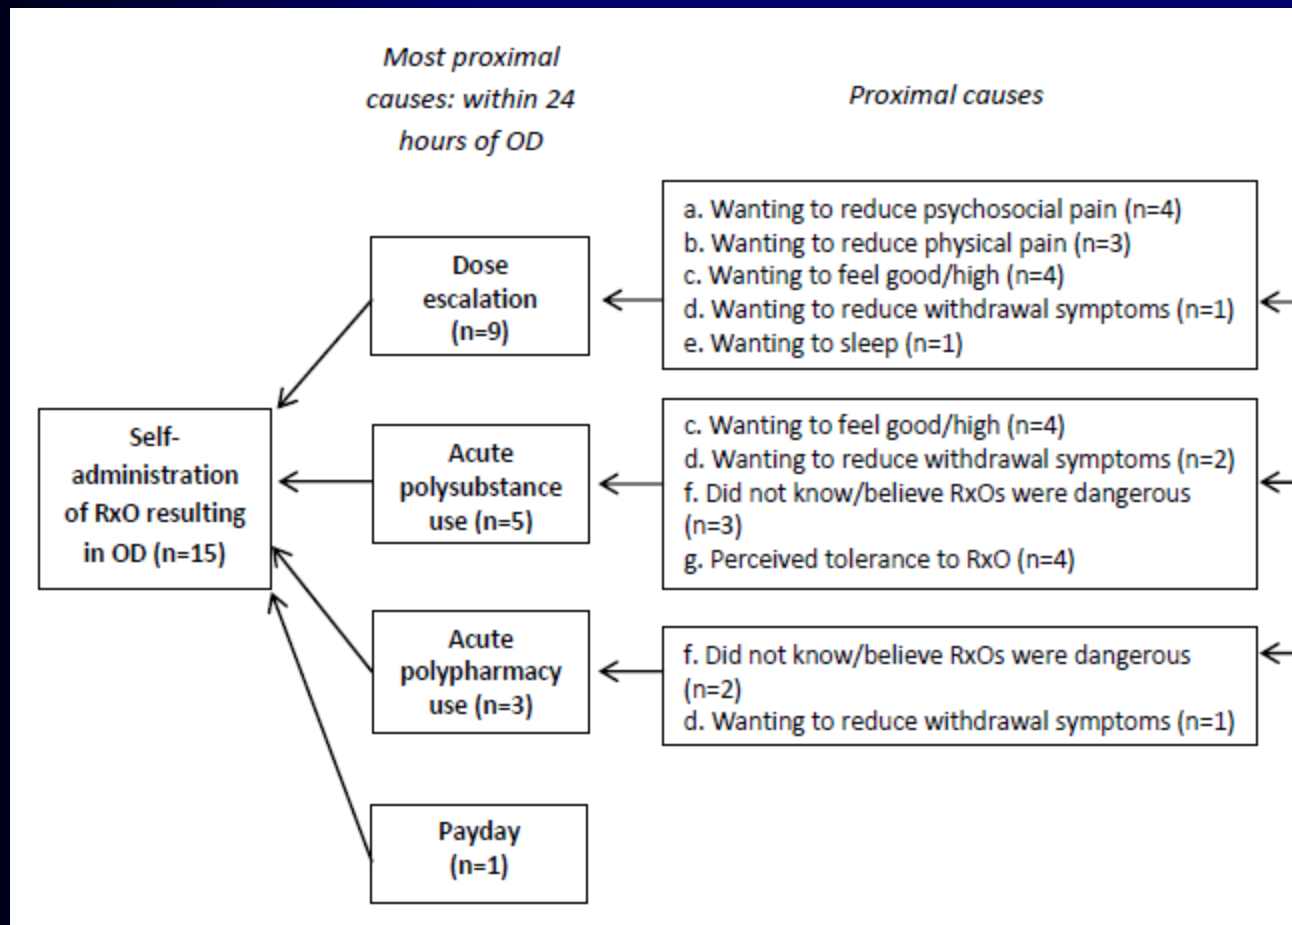 Most proximal
causes: within 24
hours of OD
Proximal causes
Dose
escalation
(n=9)
a. Wanting to reduce psychosocial pain (n=4)
b. Wanting to reduce physical pain (n=3)
c. Wanting to feel good/high (n=4)
d. Wanting to reduce withdrawal symptoms (n=1)
e. Wanting to sleep (n=1)
Self-
administration
of RxO resulting
in OD (n=15)
Acute
polysubstance
use (n=5)
c. Wanting to feel good/high (n=4)
d. Wanting to reduce withdrawal symptoms (n=2)
f. Did not know/believe RxOs were dangerous
(n=3)
g. Perceived tolerance to RxO (n=4)
Acute
polypharmacy
use (n=3)
f. Did not know/believe RxOs were dangerous
(n=2)
d. Wanting to reduce withdrawal symptoms (n=1)
Payday
(n=1)